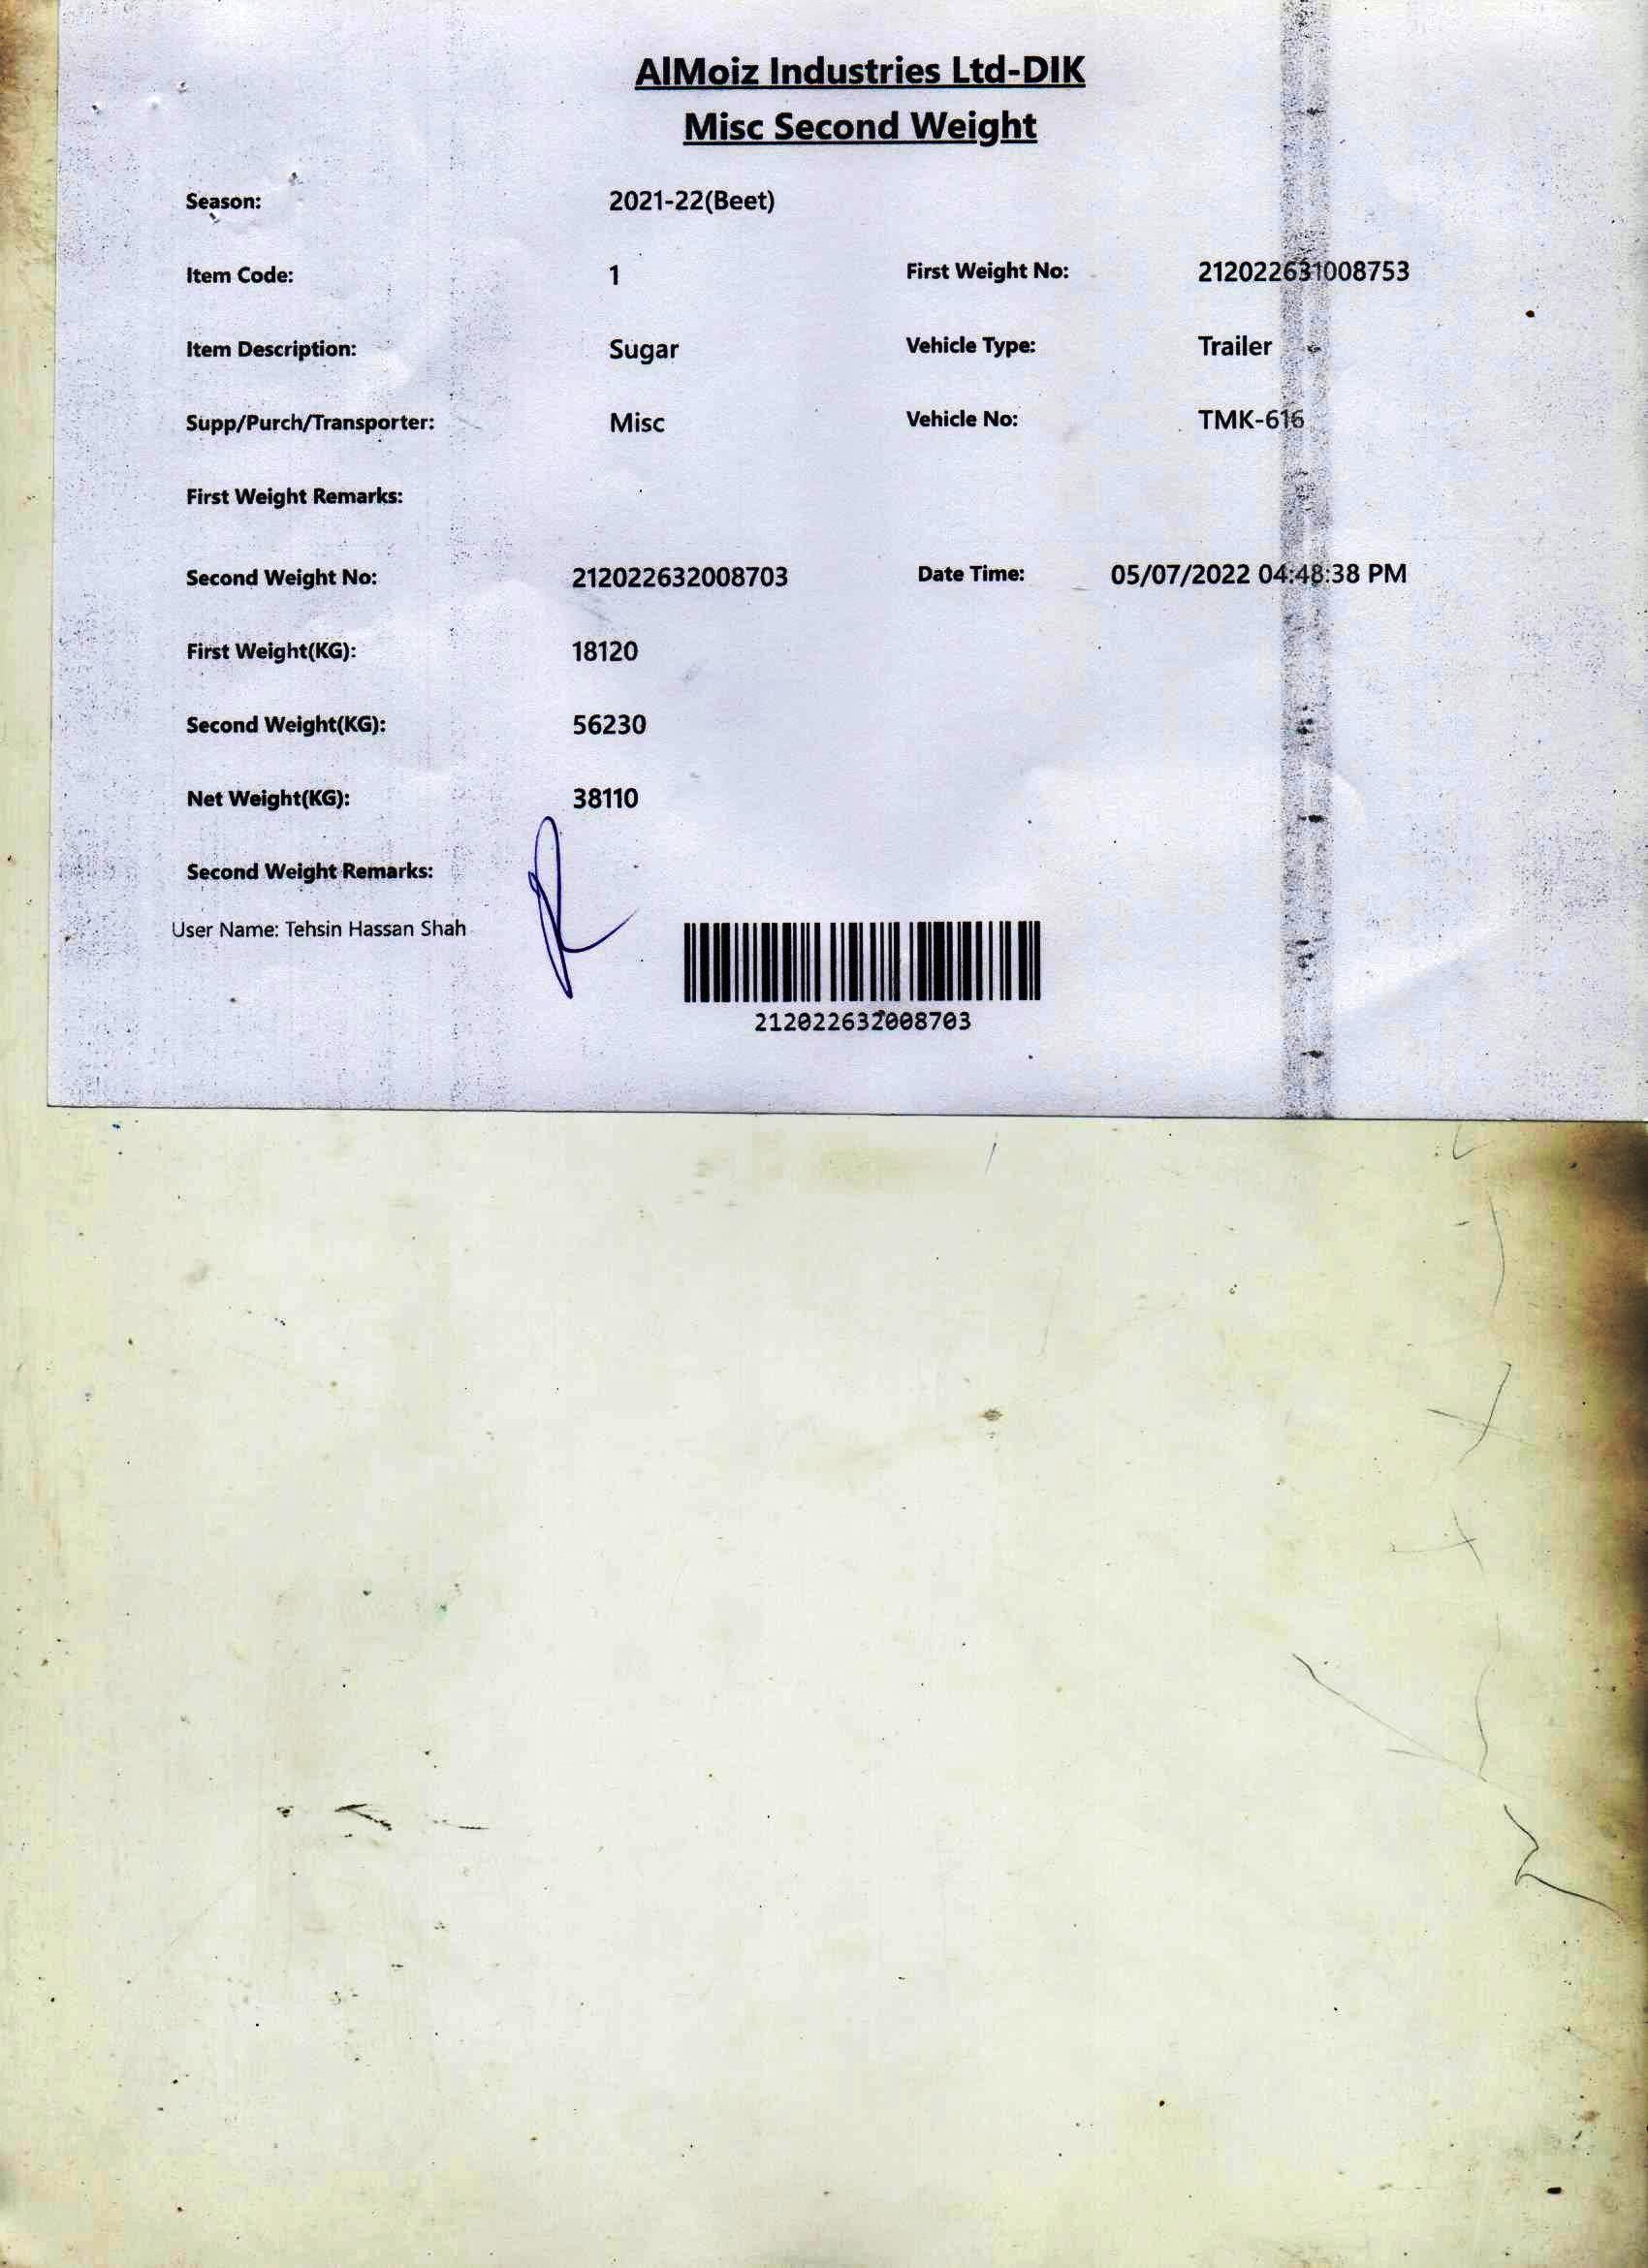 AlMoiz Industries Ltd-DIK
Misc Second Weight
Season: 2021-22(Beet)
Item Code: 1 First Weight No: 212022631008753
Item Description: Sugar Vehicle Type: Trailer
Supp/Purch/Transporter: Misc Vehicle No: TMK-616
First Weight Remarks:
Second Weight No: 212022632008703 Date Time: 05/07/2022 04:48:38 PM
First Weight(KG): 18120
Second Weight(KG): 56230
Net Weight(KG): 38110
Second Weight Remarks:
User Name: Tehsin Hassan Shah
212022632008703